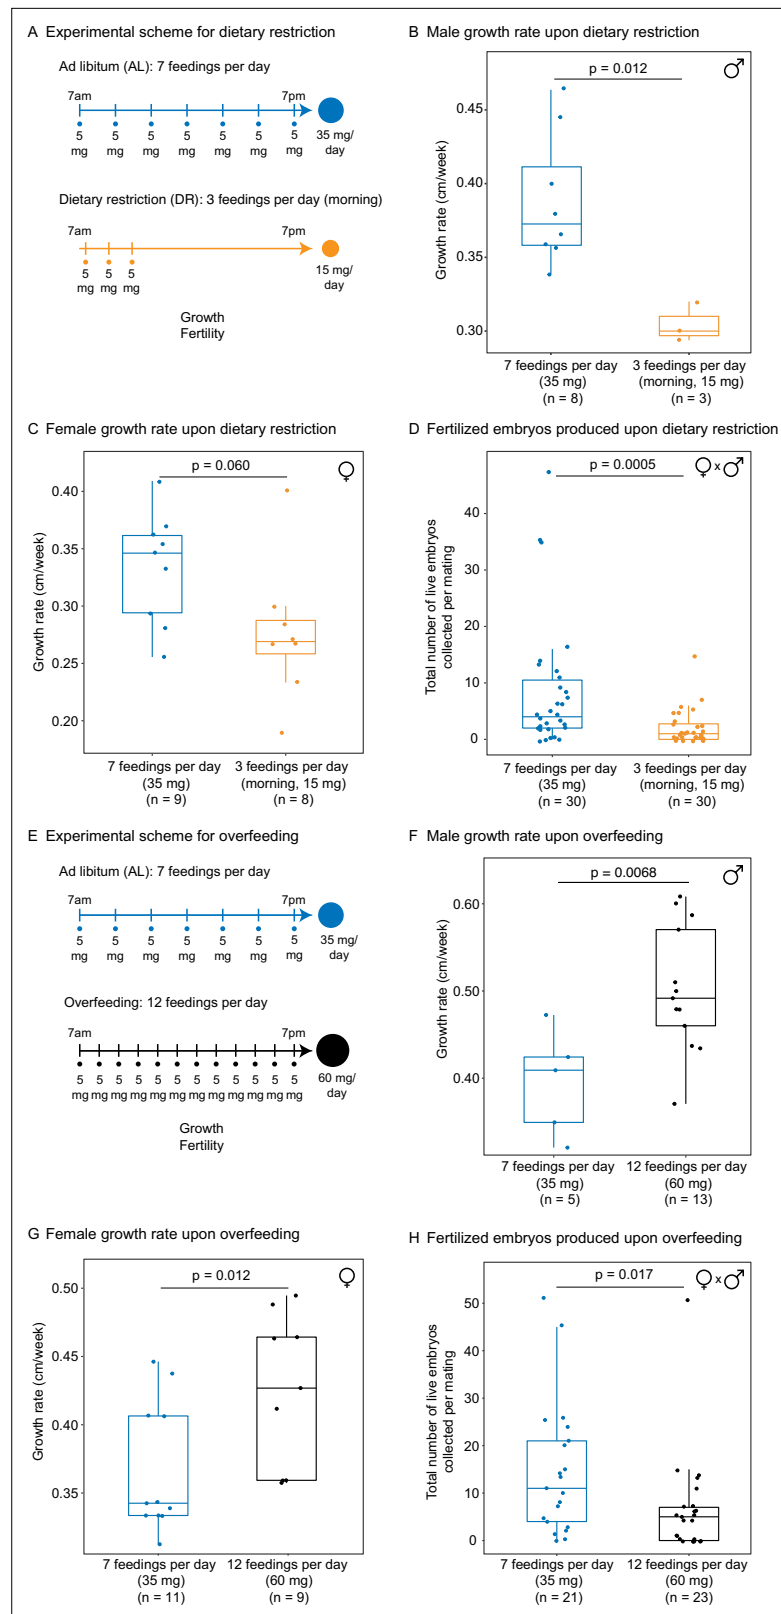 A Experimental scheme for dietary restriction
Ad libitum (AL): 7 feedings per day
7am 7pm
5 5 5 5 5 5 5 35 mg/
mg mg mg mg mg mg mg day
Dietary restriction (DR): 3 feedings per day (morning)
7am 7pm
5 5 5 15 mg/
mg mg mg day
Growth
Fertility
B Male growth rate upon dietary restriction
p = 0.012
Growth rate (cm/week)
0.45
0.40
0.35
0.30
7 feedings per day 3 feedings per day
(35 mg) (morning, 15 mg)
(n = 8) (n = 3)
C Female growth rate upon dietary restriction
p = 0.060
Growth rate (cm/week)
0.40
0.35
0.30
0.25
0.20
7 feedings per day 3 feedings per day
(35 mg) (morning, 15 mg)
(n = 9) (n = 8)
D Fertilized embryos produced upon dietary restriction
p = 0.0005
x
Total number of live embryos
collected per mating
40
30
20
10
0
7 feedings per day 3 feedings per day
(35 mg) (morning, 15 mg)
(n = 30) (n = 30)
E Experimental scheme for overfeeding
Ad libitum (AL): 7 feedings per day
7am 7pm
5 5 5 5 5 5 5 35 mg/
mg mg mg mg mg mg mg day
Overfeeding: 12 feedings per day
7am 7pm
5 5 5 5 5 5 5 5 5 5 5 5 60 mg/
mg mg mg mg mg mg mg mg mg mg mg mg day
Growth
Fertility
F Male growth rate upon overfeeding
p = 0.0068
Growth rate (cm/week)
0.60
0.50
0.40
7 feedings per day 12 feedings per day
(35 mg) (60 mg)
(n = 5) (n = 13)
G Female growth rate upon overfeeding
p = 0.012
Growth rate (cm/week)
0.50
0.45
0.40
0.35
7 feedings per day 12 feedings per day
(35 mg) (60 mg)
(n = 11) (n = 9)
H Fertilized embryos produced upon overfeeding
p = 0.017
x
Total number of live embryos
collected per mating
50
40
30
20
10
0
7 feedings per day 12 feedings per day
(35 mg) (60 mg)
(n = 21) (n = 23)